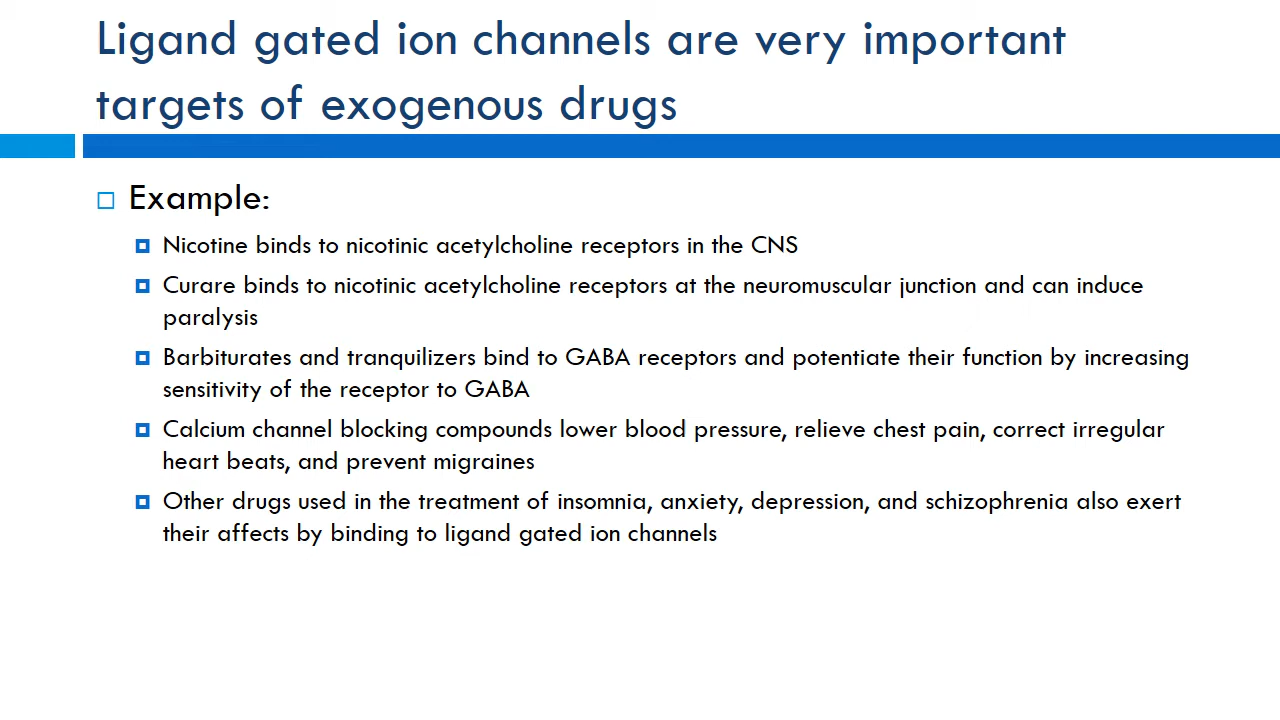 Ligand gated ion channels are very important
targets of exogenous drugs
Example:
Nicotine binds to nicotinic acetylcholine receptors in the CNS
Curare binds to nicotinic acetylcholine receptors at the neuromuscular junction and can induce
paralysis
Barbiturates and tranquilizers bind to GABA receptors and potentiate their function by increasing
sensitivity of the receptor to GABA
Calcium channel blocking compounds lower blood pressure, relieve chest pain, correct irregular
heart beats, and prevent migraines
Other drugs used in the treatment of insomnia, anxiety, depression, and schizophrenia also exert
their affects by binding to ligand gated ion channels